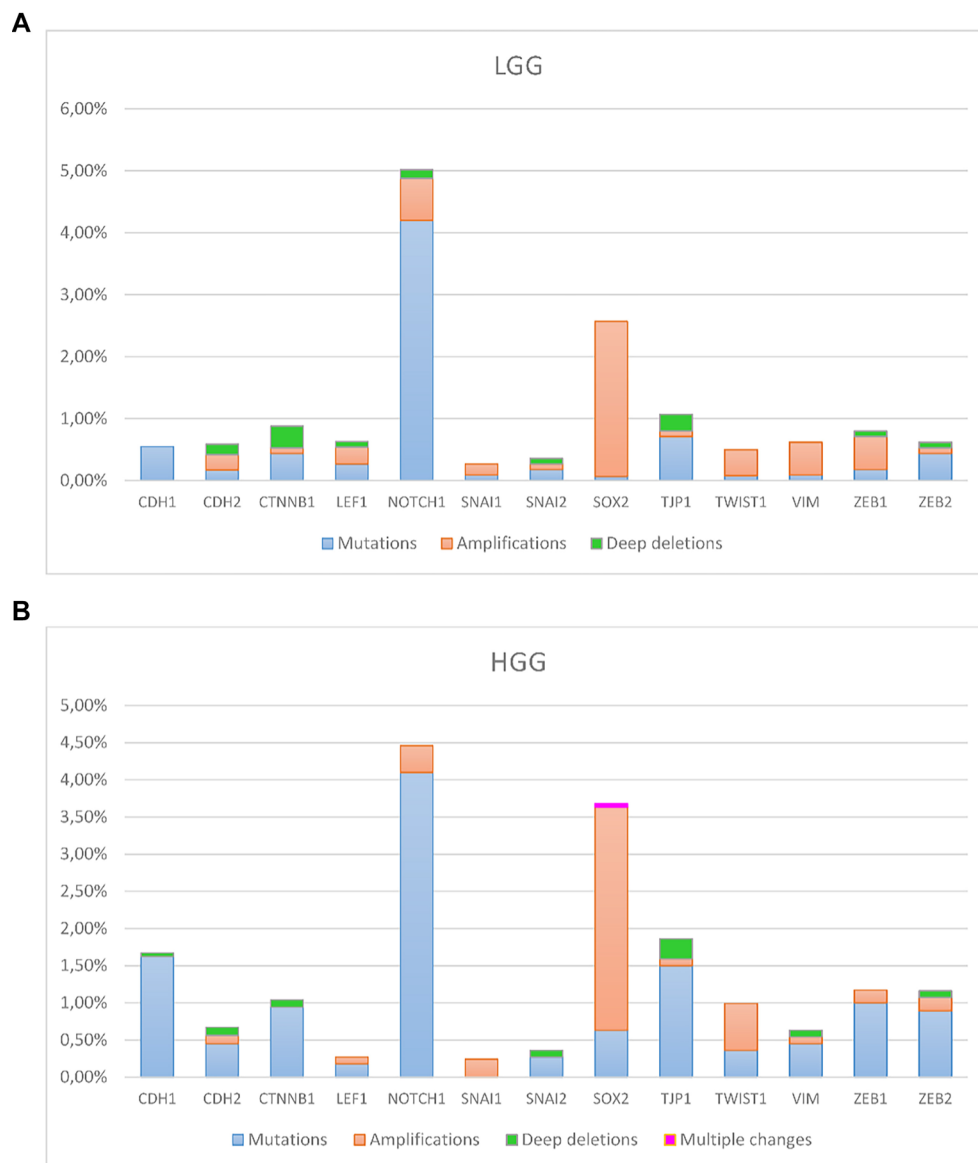 A
LGG
6,00%
5,00%
4,00%
3,00%
2,00%
1,00%
0,00%
CDH1 CDH2 CTNNB1 LEF1 NOTCH1 SNAI1 SNAI2 SOX2 TJP1 TWIST1 VIM ZEB1 ZEB2
Mutations Amplifications Deep deletions
B
HGG
5,00%
4,50%
4,00%
3,50%
3,00%
2,50%
2,00%
1,50%
1,00%
0,50%
0,00%
CDH1 CDH2 CTNNB1 LEF1 NOTCH1 SNAI1 SNAI2 SOX2 TJP1 TWIST1 VIM ZEB1 ZEB2
Mutations Amplifications Deep deletions Multiple changes